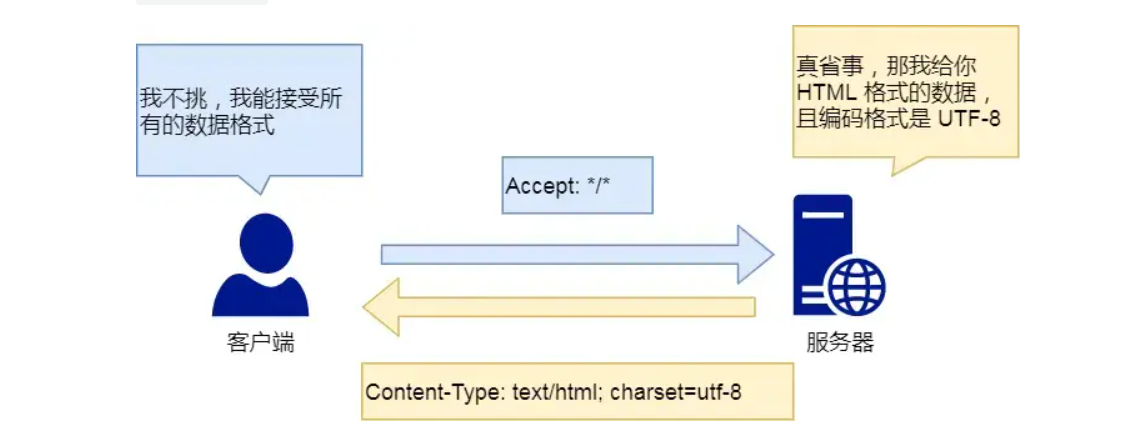 我不挑，我能接受所
有的数据格式
真省事，那我给你
HTML 格式的数据，
且编码格式是 UTF-8
Accept: */*
客户端
服务器
Content-Type: text/html; charset=utf-8